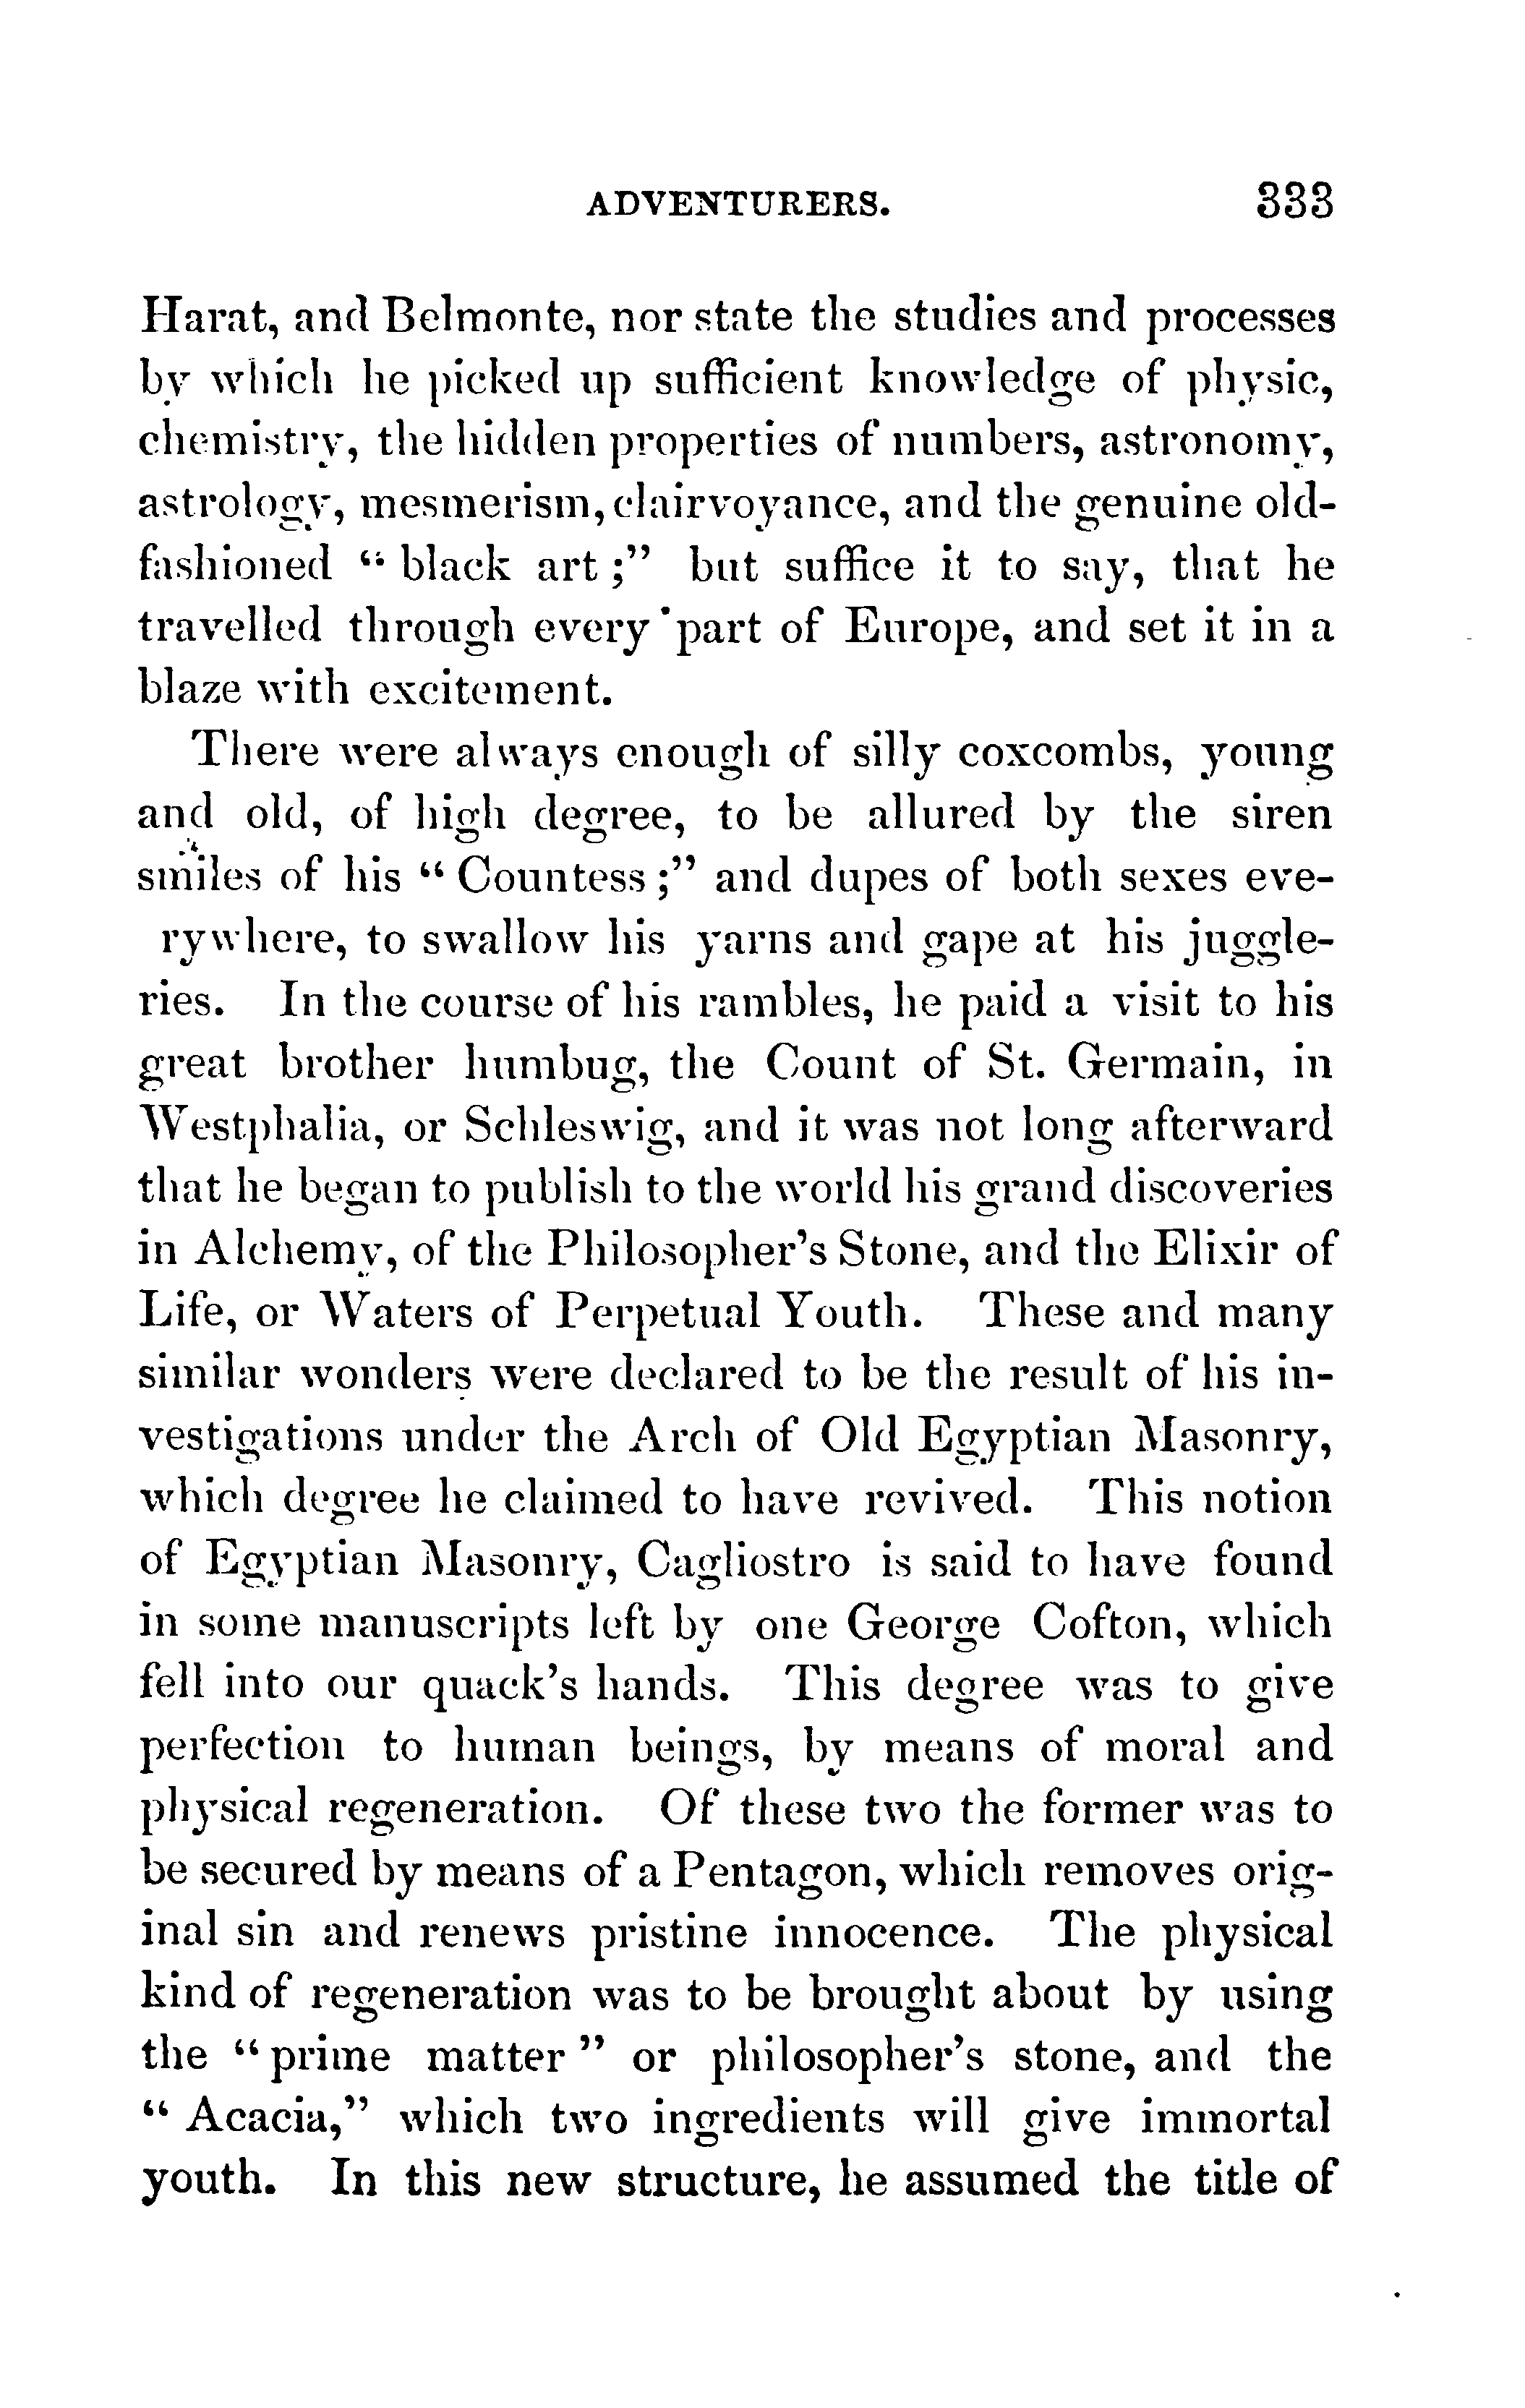 ADVENTURERS. 333
Harat, and Belmonte, nor state the studies and processes
by which he picked up sufficient knowledge of physic,
chemistry, the hidden properties of numbers, astronomy,
astrology, mesmerism, clairvoyance, and the genuine old-
fashioned “ black art ;” but suffice it to say, that he
travelled through every part of Europe, and set it in a
blaze with excitement.
There were always enough of silly coxcombs, young
and old, of high degree, to be allured by the siren
smiles of his “ Countess ;” and dupes of both sexes eve-
rywhere, to swallow his yarns and gape at his juggle-
ries. In the course of his rambles, he paid a visit to his
great brother humbug, the Count of St. Germain, in
Westphalia, or Schleswig, and it was not long afterward
that he began to publish to the world his grand discoveries
in Alchemy, of the Philosopher’s Stone, and the Elixir of
Life, or Waters of Perpetual Youth. These and many
similar wonders were declared to be the result of his in-
vestigations under the Arch of Old Egyptian Masonry,
which degree he claimed to have revived. This notion
of Egyptian Masonry, Cagliostro is said to have found
in some manuscripts left by one George Cofton, which
fell into our quack’s hands. This degree was to give
perfection to human beings, by means of moral and
physical regeneration. Of these two the former was to
be secured by means of a Pentagon, which removes orig-
inal sin and renews pristine innocence. The physical
kind of regeneration was to be brought about by using
the “ prime matter ” or philosopher’s stone, and the
“ Acacia,” which two ingredients will give immortal
youth. In this new structure, he assumed the title of